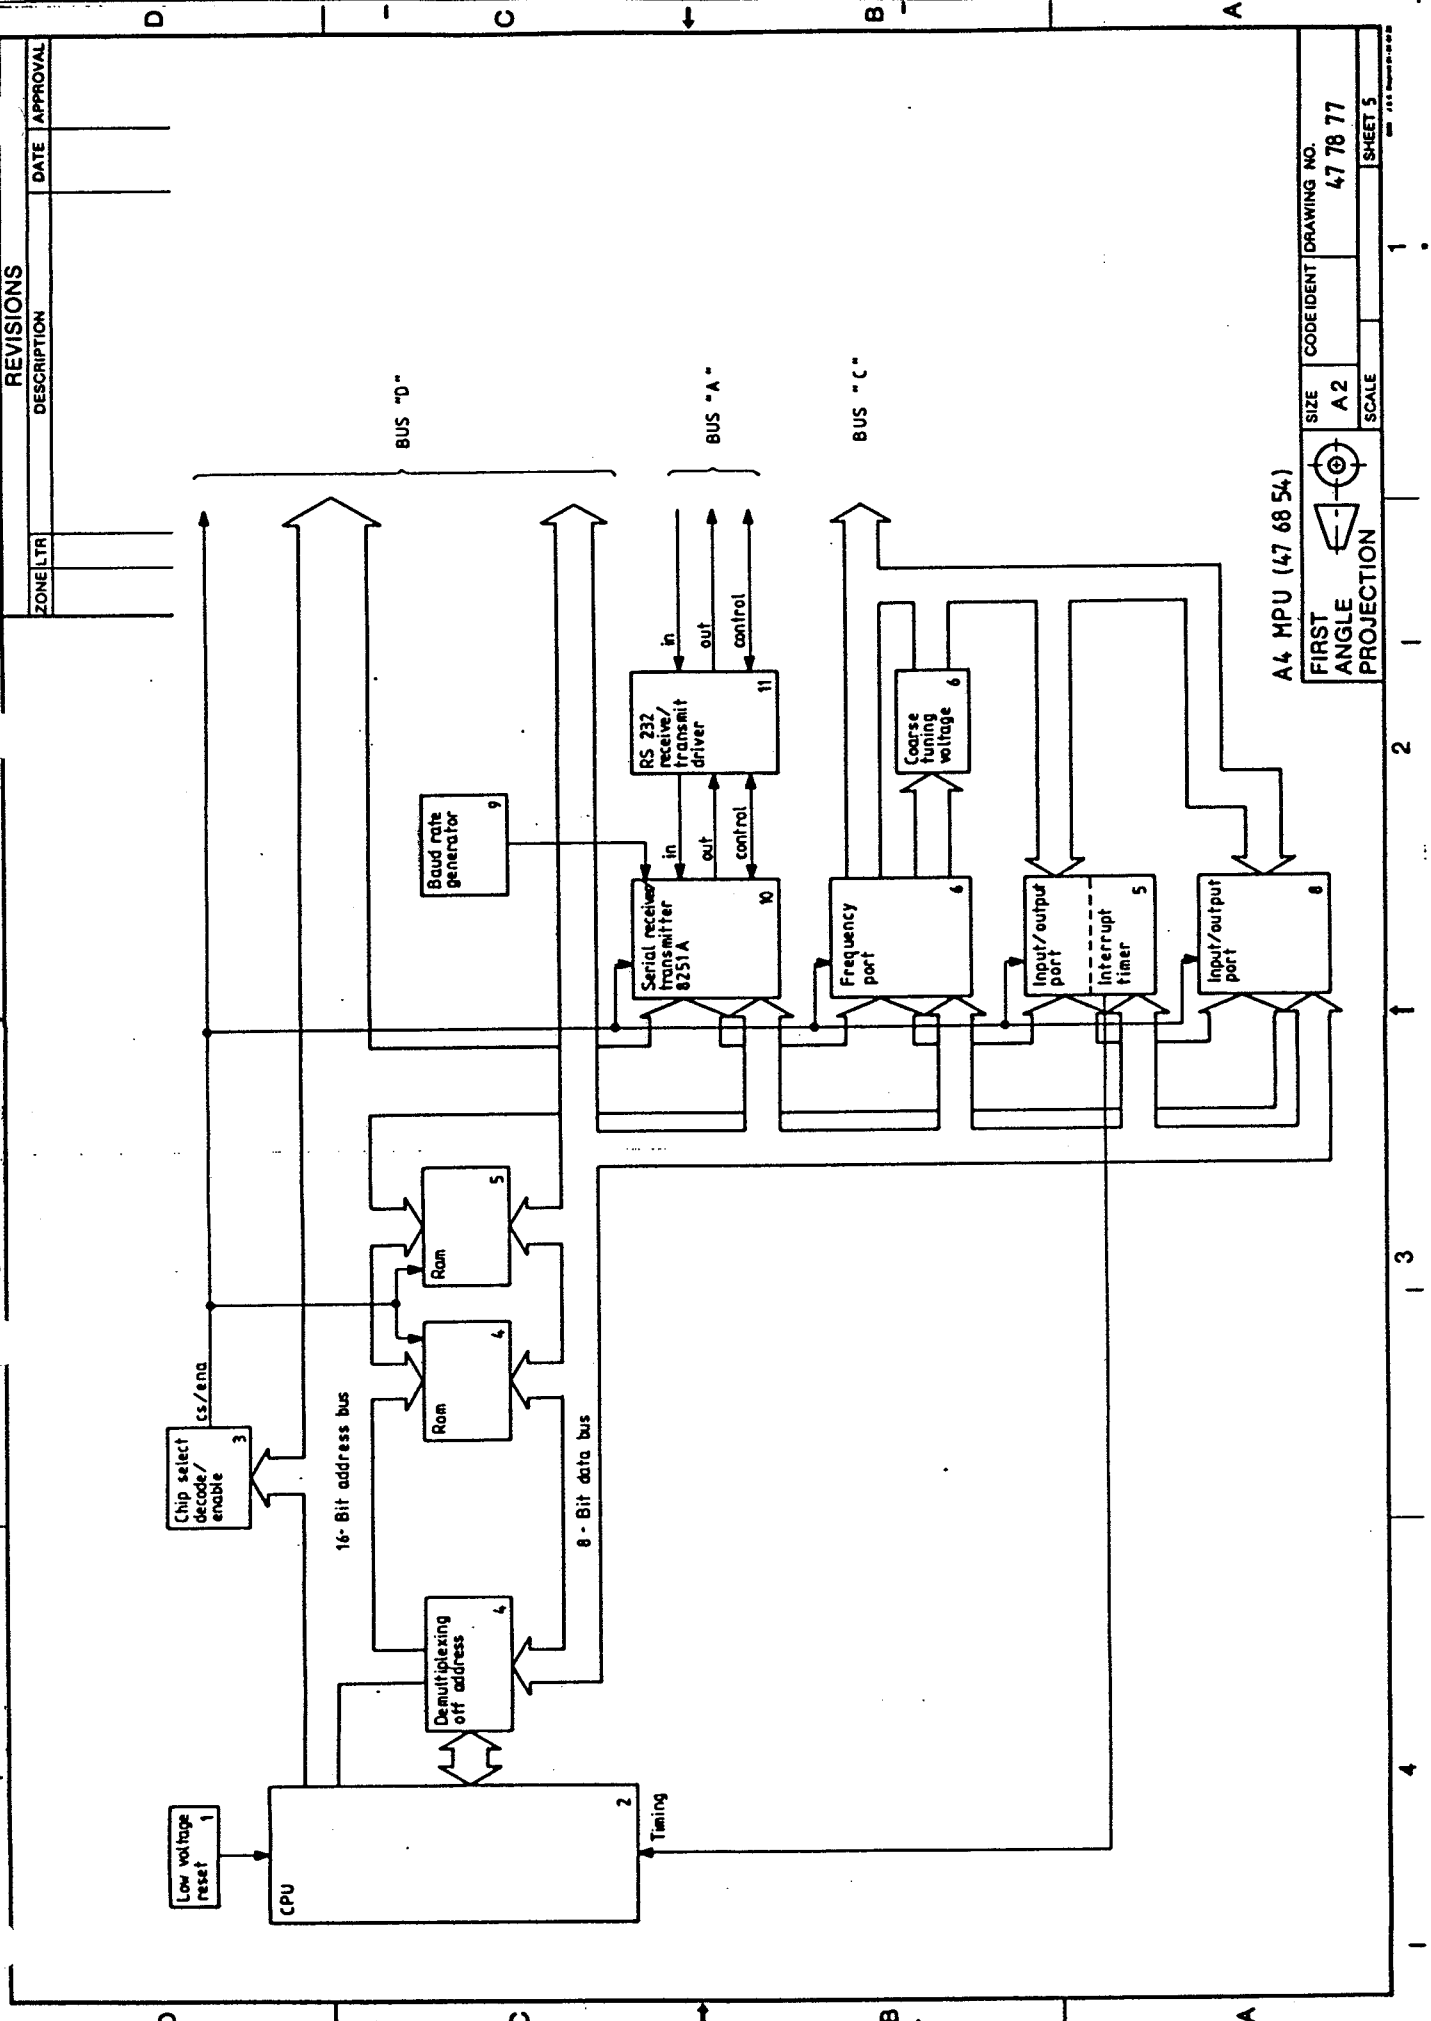 REVISIONS
ZONE LTR DESCRIPTION DATE APPROVAL
D
C
B
A
Low voltage
reset
1
CPU
2
Timing
Chip select
decode/
enable
3
cs/ena
16-Bit address bus
Demultiplexing
off address
4
8-Bit data bus
Rom
4
Ram
5
Baud rate
generator
9
Serial receiver/
transmitter
8251A
10
in
out
control
RS 232
receive/
transmit
driver
11
in
out
control
Frequency
port
6
Coarse
tuning
voltage
6
Input/output
port
Interrupt
timer
5
Input/output
port
8
BUS "D"
BUS "A"
BUS "C"
A4 MPU (47 68 54)
FIRST
ANGLE
PROJECTION
SIZE
A2
CODE IDENT
DRAWING NO.
47 78 77
SCALE
SHEET 5
4
3
2
1
D
C
B
A